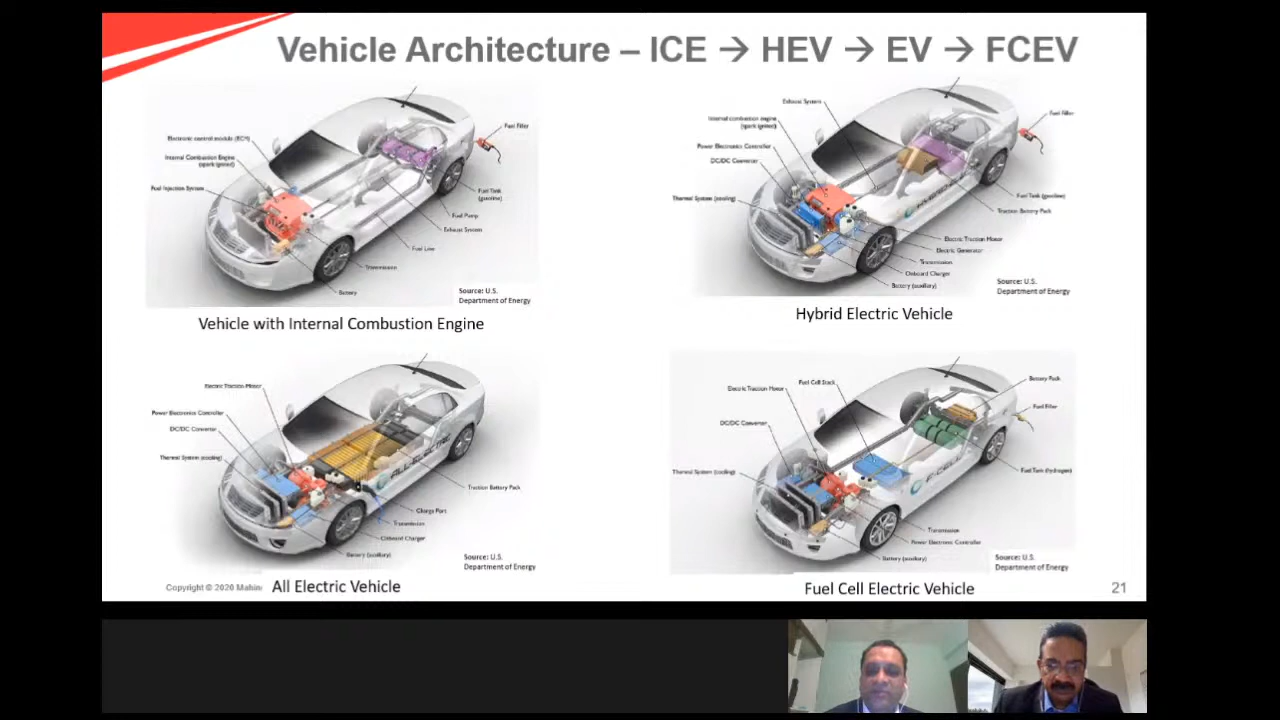 Vehicle Architecture – ICE → HEV → EV → FCEV
Electronic control module (ECM)
Internal Combustion Engine
(spark ignited)
Fuel Injection System
Fuel Filler
Fuel Tank
(gasoline)
Fuel Pump
Exhaust System
Fuel Line
Transmission
Battery
Source: U.S.
Department of Energy
Vehicle with Internal Combustion Engine
Exhaust System
Internal combustion engine
(spark ignited)
Power Electronics Controller
DC/DC Converter
Thermal System (cooling)
Fuel Filler
Fuel Tank (gasoline)
Traction Battery Pack
Electric Traction Motor
Electric Generator
Transmission
Onboard Charger
Battery (auxiliary)
Source: U.S.
Department of Energy
Hybrid Electric Vehicle
Electric Traction Motor
Power Electronics Controller
DC/DC Converter
Thermal System (cooling)
ALL-ELECTRIC
Traction Battery Pack
Charge Port
Transmission
Onboard Charger
Battery (auxiliary)
Source: U.S.
Department of Energy
Copyright © 2020 Mahin
All Electric Vehicle
Fuel Cell Stack
Electric Traction Motor
DC/DC Converter
Thermal System (cooling)
Battery Pack
Fuel Filler
Fuel Tank (hydrogen)
F-CELL
Transmission
Power Electronics Controller
Battery (auxiliary)
Source: U.S.
Department of Energy
Fuel Cell Electric Vehicle
21